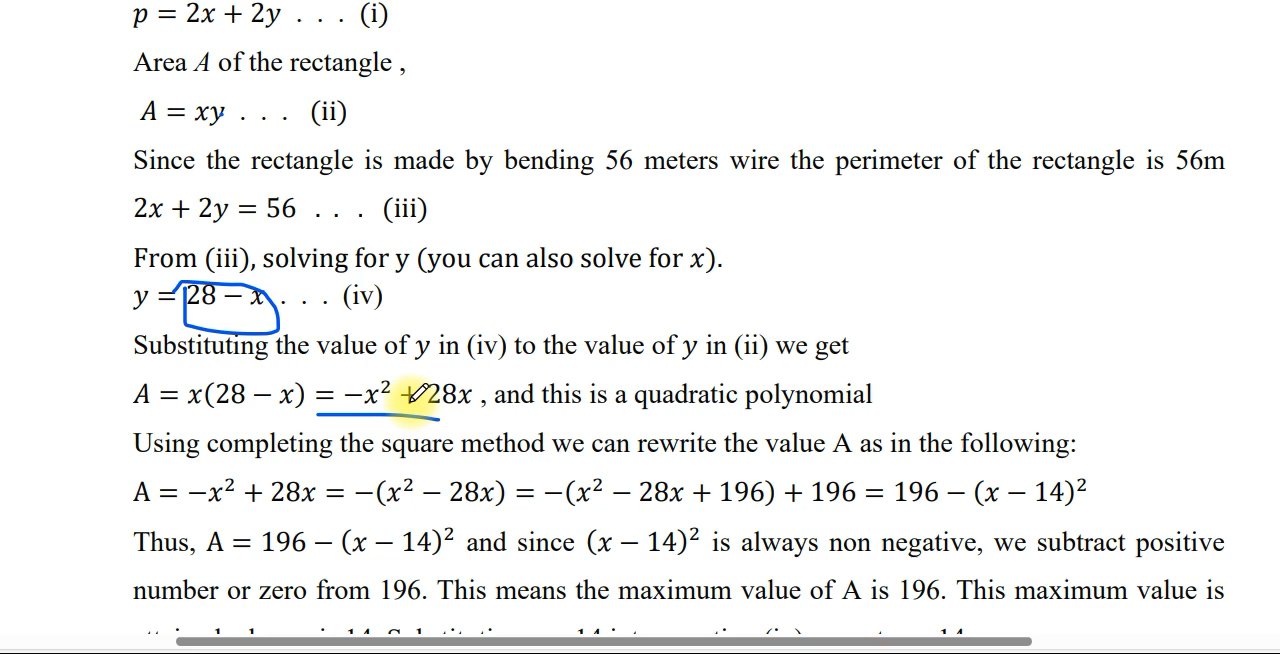 p = 2x + 2y . . . (i)
Area A of the rectangle ,
A = xy . . . (ii)
Since the rectangle is made by bending 56 meters wire the perimeter of the rectangle is 56m
2x + 2y = 56 . . . (iii)
From (iii), solving for y (you can also solve for x).
y = 28 − x . . . (iv)
Substituting the value of y in (iv) to the value of y in (ii) we get
A = x(28 − x) = −x² + 28x , and this is a quadratic polynomial
Using completing the square method we can rewrite the value A as in the following:
A = −x² + 28x = −(x² − 28x) = −(x² − 28x + 196) + 196 = 196 − (x − 14)²
Thus, A = 196 − (x − 14)² and since (x − 14)² is always non negative, we subtract positive
number or zero from 196. This means the maximum value of A is 196. This maximum value is